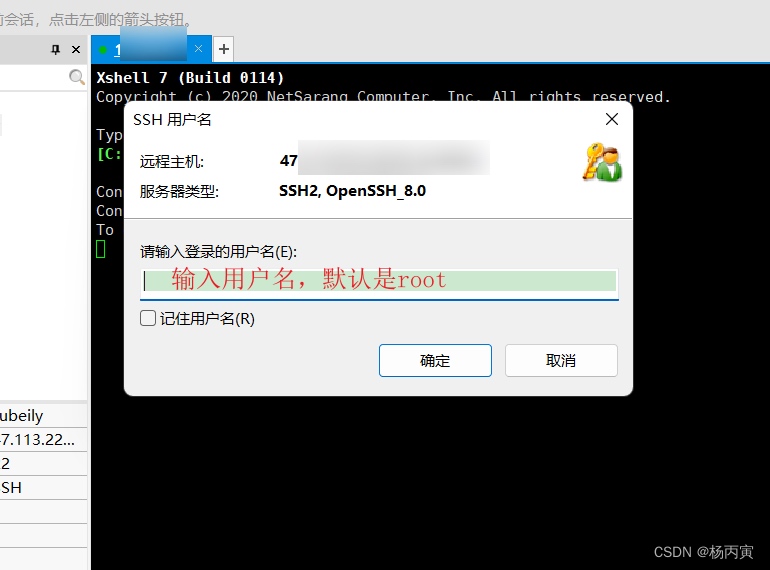 前会话，点击左侧的箭头按钮。
1
+
Xshell 7 (Build 0114)
Copyright (c) 2020 NetSarang Computer, Inc. All rights reserved.
Typ
[C:
Con
Con
To
SSH 用户名
远程主机:
47
服务器类型:
SSH2, OpenSSH_8.0
请输入登录的用户名(E):
输入用户名，默认是root
记住用户名(R)
确定
取消
ubeily
47.113.22...
22
SSH
CSDN @杨丙寅